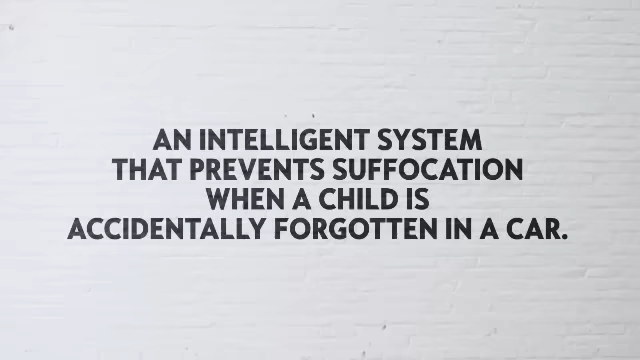 AN INTELLIGENT SYSTEM
THAT PREVENTS SUFFOCATION
WHEN A CHILD IS
ACCIDENTALLY FORGOTTEN IN A CAR.